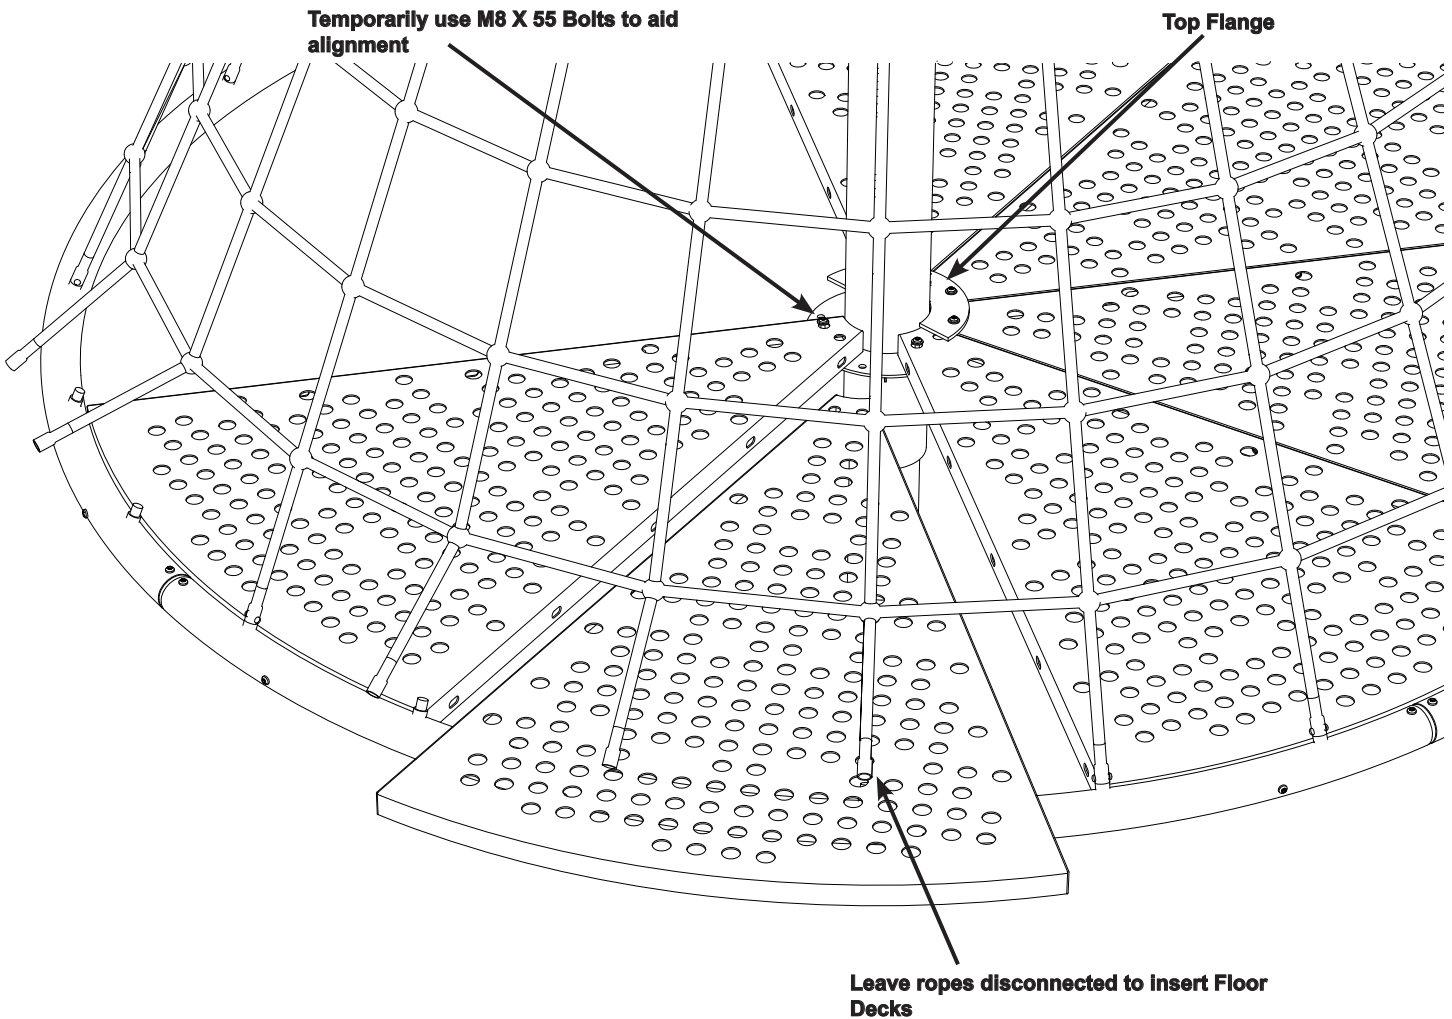 Temporarily use M8 X 55 Bolts to aid
alignment
Top Flange
Leave ropes disconnected to insert Floor
Decks